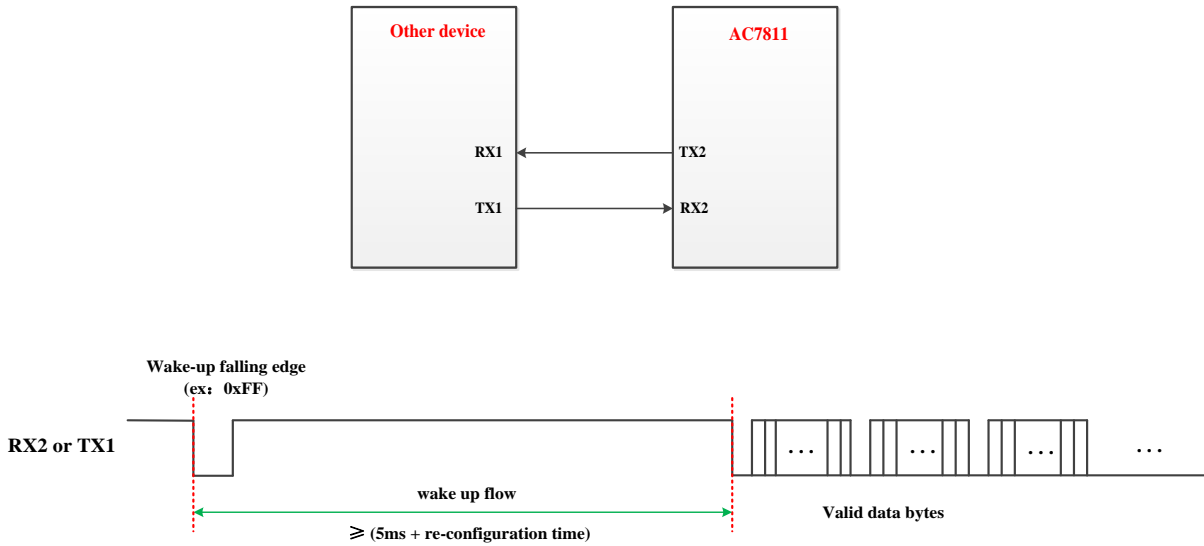 Other device
AC7811
RX1
TX2
TX1
RX2
Wake-up falling edge
(ex：0xFF)
RX2 or TX1
...
...
...
...
wake up flow
≥ (5ms + re-configuration time)
Valid data bytes